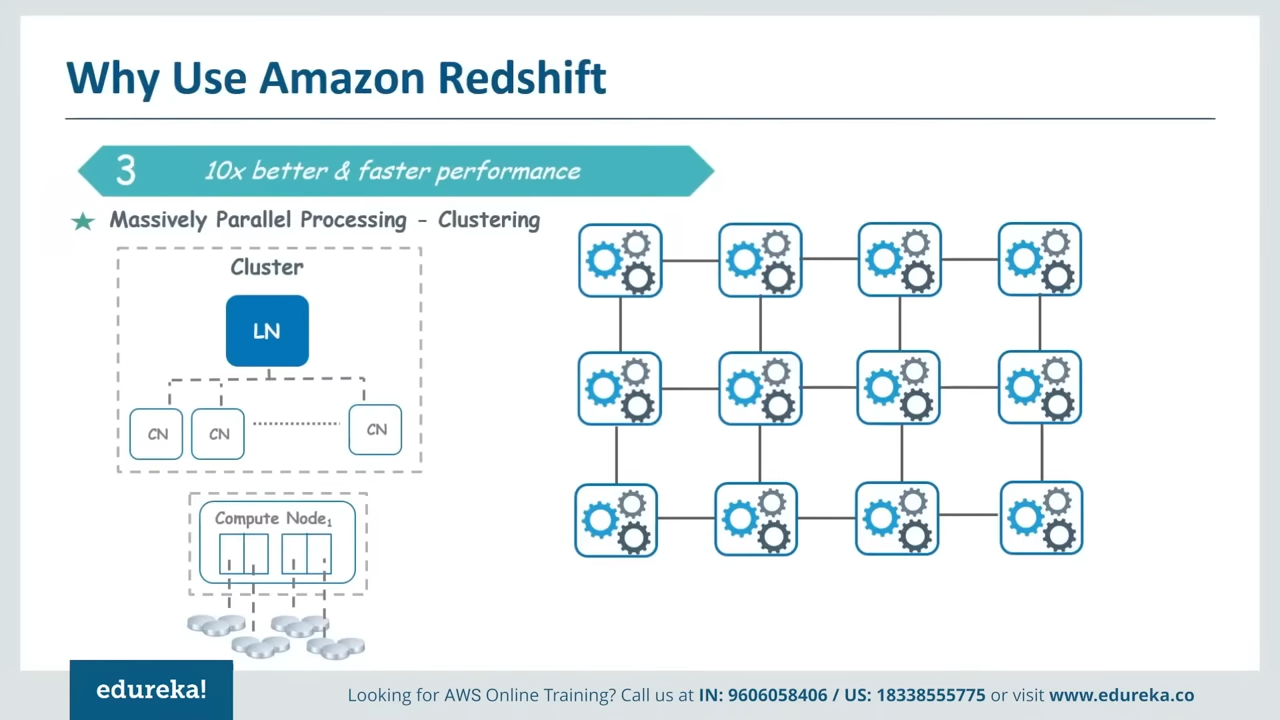 Why Use Amazon Redshift
3 10x better & faster performance
Massively Parallel Processing - Clustering
Cluster
LN
CN CN CN
Compute Node1
edureka!
Looking for AWS Online Training? Call us at IN: 9606058406 / US: 18338555775 or visit www.edureka.co